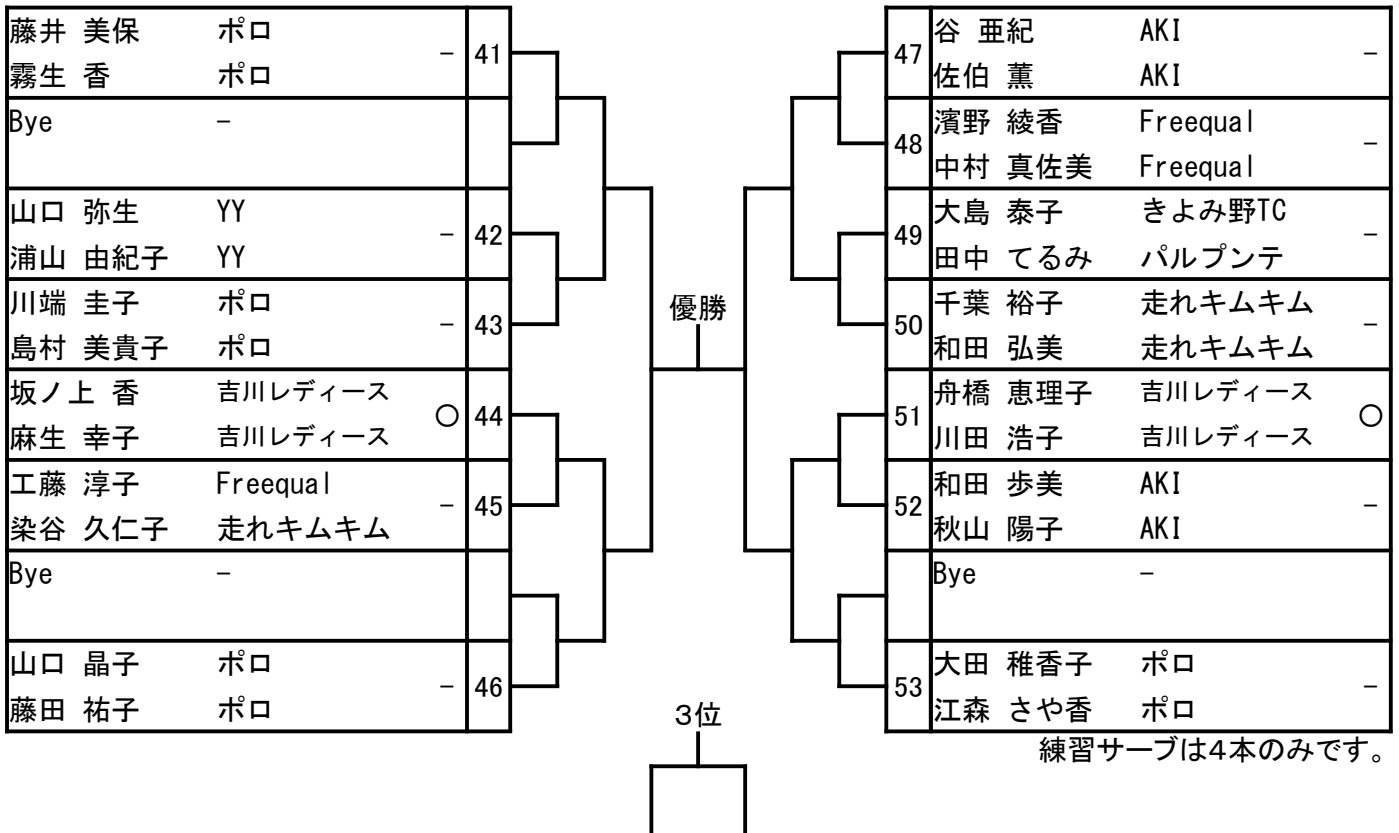 藤井 美保 ポロ
- 41
霧生 香 ポロ
Bye -
山口 弥生 YY
- 42
浦山 由紀子 YY
川端 圭子 ポロ
- 43
島村 美貴子 ポロ
坂ノ上 香 吉川レディース
○ 44
麻生 幸子 吉川レディース
工藤 淳子 Freequal
- 45
染谷 久仁子 走れキムキム
Bye -
山口 晶子 ポロ
- 46
藤田 祐子 ポロ
優勝
3位
谷 亜紀 AKI
47 -
佐伯 薫 AKI
濱野 綾香 Freequal
48 -
中村 真佐美 Freequal
大島 泰子 きよみ野TC
49 -
田中 てるみ パルプンテ
千葉 裕子 走れキムキム
50 -
和田 弘美 走れキムキム
舟橋 恵理子 吉川レディース
51 ○
川田 浩子 吉川レディース
和田 歩美 AKI
52 -
秋山 陽子 AKI
Bye -
大田 稚香子 ポロ
53 -
江森 さや香 ポロ
練習サーブは4本のみです。